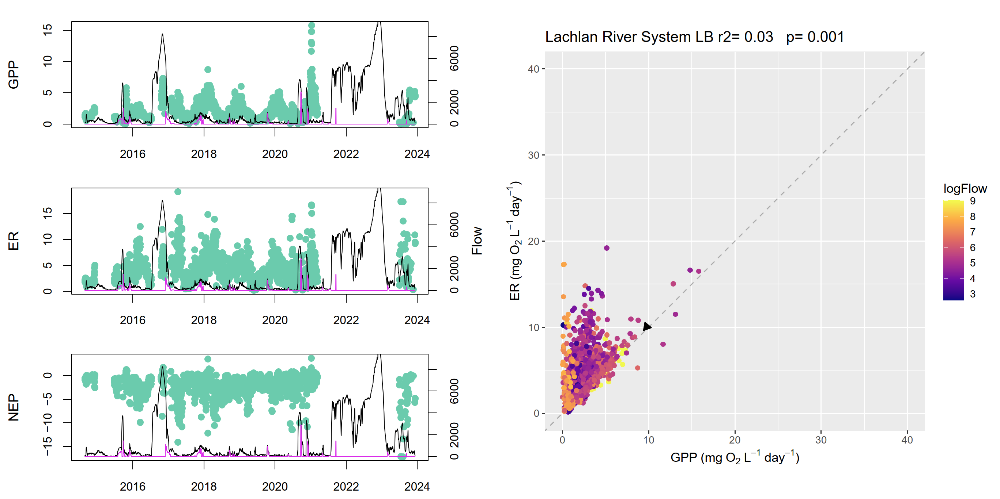 GPP
15
10
5
0
6000
2000
0
2016 2018 2020 2022 2024
ER
15
10
5
0
6000
2000
0
Flow
2016 2018 2020 2022 2024
NEP
0
−5
−10
−15
6000
2000
0
2016 2018 2020 2022 2024
Lachlan River System LB r2= 0.03 p= 0.001
ER (mg O₂ L⁻¹ day⁻¹)
40
30
20
10
0
0 10 20 30 40
GPP (mg O₂ L⁻¹ day⁻¹)
logFlow
9
8
7
6
5
4
3